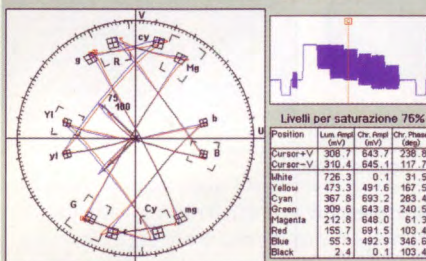 V
cy
g
R
Mg
75
100
Yl
b
U
yl
B
G
Cy
mg
r
Livelli per saturazione 75%
Position Lum. Ampl (mV) Chr. Ampl (mV) Chr. Phase (deg)
Cursor+V 308.7 643.7 238.8
Cursor-V 310.4 645.1 117.7
White 726.3 0.1 31.5
Yellow 473.3 491.6 167.5
Cyan 367.8 693.2 283.4
Green 309.6 643.8 240.5
Magenta 212.8 648.0 61.3
Red 155.7 691.5 103.4
Blue 55.3 492.9 346.6
Black 2.4 0.1 103.4